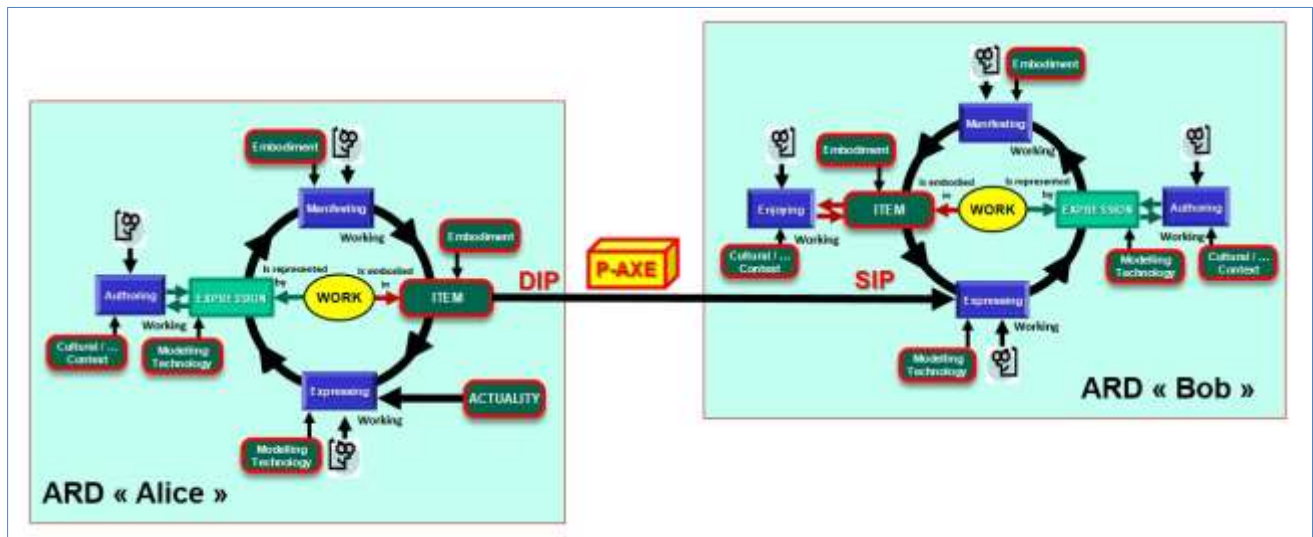 Embodiment
Manifesting
Working
Embodiment
Authoring
EXPRESSION
Is represented
by
WORK
Is embodied
in
ITEM
DIP
Working
Cultural / ...
Context
Modelling
Technology
Expressing
Working
ACTUALITY
Modelling
Technology
ARD « Alice »
P-AXE
SIP
Embodiment
Manifesting
Working
Embodiment
Enjoying
ITEM
Is embodied
in
WORK
Is represented
by
EXPRESSION
Authoring
Working
Working
Cultural / ...
Context
Modelling
Technology
Cultural / ...
Context
Expressing
Working
Modelling
Technology
ARD « Bob »